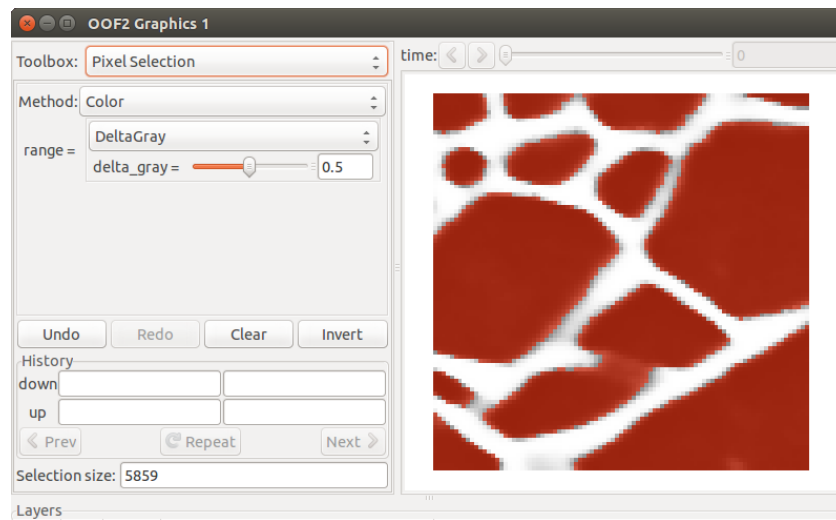 OOF2 Graphics 1
Toolbox: Pixel Selection
time: 0
Method: Color
range = DeltaGray
delta_gray = 0.5
Undo Redo Clear Invert
History
down
up
Prev Repeat Next
Selection size: 5859
Layers